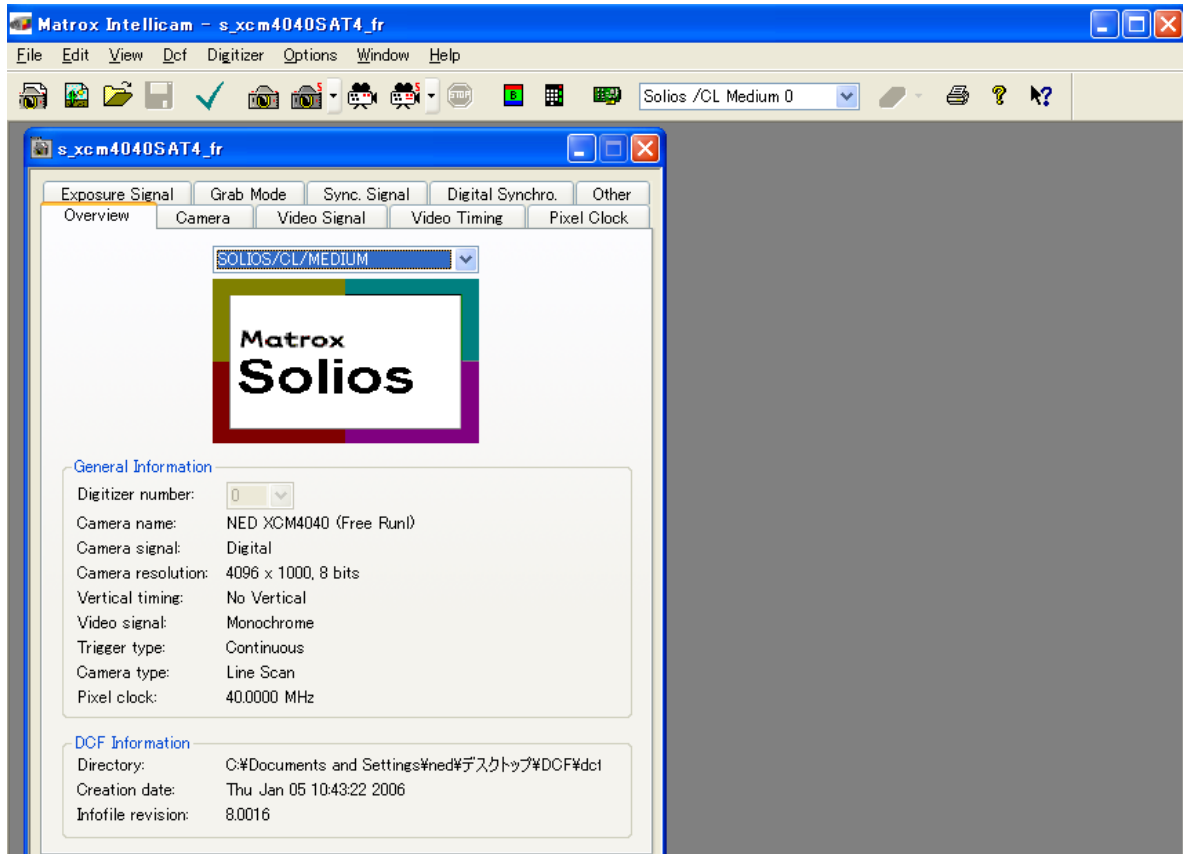 Matrox Intellicam - s_xcm4040SAT4_fr
File Edit View Dcf Digitizer Options Window Help
Solios /CL Medium 0
s_xcm4040SAT4_fr
Exposure Signal Grab Mode Sync. Signal Digital Synchro. Other
Overview Camera Video Signal Video Timing Pixel Clock
SOLIOS/CL/MEDIUM
Matrox
Solios
General Information
Digitizer number: 0
Camera name: NED XCM4040 (Free Runl)
Camera signal: Digital
Camera resolution: 4096 x 1000, 8 bits
Vertical timing: No Vertical
Video signal: Monochrome
Trigger type: Continuous
Camera type: Line Scan
Pixel clock: 40.0000 MHz
DCF Information
Directory: C:¥Documents and Settings¥ned¥デスクトップ¥DCF¥dcf
Creation date: Thu Jan 05 10:43:22 2006
Infofile revision: 8.0016